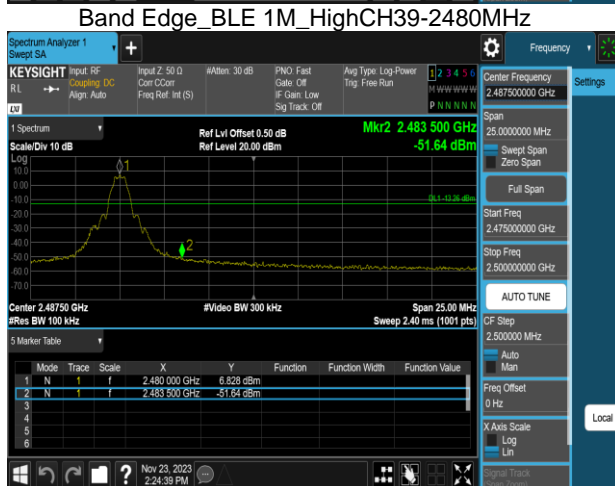 Band Edge_BLE 1M_HighCH39-2480MHz
Spectrum Analyzer 1
Swept SA
Frequency
KEYSIGHT
RL
Input: RF
Coupling: DC
Align: Auto
Input Z: 50 Ω
Corr CCorr
Freq Ref: Int (S)
#Atten: 30 dB
PNO: Fast
Gate: Off
IF Gain: Low
Sig Track: Off
Avg Type: Log-Power
Trig: Free Run
1 2 3 4 5 6
M W W W W W
P N N N N N
LXI
Center Frequency
2.487500000 GHz
Settings
Span
25.0000000 MHz
Swept Span
Zero Span
Full Span
Start Freq
2.475000000 GHz
Stop Freq
2.500000000 GHz
AUTO TUNE
CF Step
2.500000 MHz
Auto
Man
Freq Offset
0 Hz
X Axis Scale
Log
Lin
Signal Track
(Span Zoom)
Local
1 Spectrum
Scale/Div 10 dB
Ref Lvl Offset 0.50 dB
Ref Level 20.00 dBm
Mkr2 2.483 500 GHz
-51.64 dBm
Log
10.0
0.00
-10.0
-20.0
-30.0
-40.0
-50.0
-60.0
-70.0
1
2
DL1 -13.26 dBm
Center 2.48750 GHz
#Video BW 300 kHz
Span 25.00 MHz
#Res BW 100 kHz
Sweep 2.40 ms (1001 pts)
5 Marker Table
Mode Trace Scale X Y Function Function Width Function Value
1 N 1 f 2.480 000 GHz 6.828 dBm
2 N 1 f 2.483 500 GHz -51.64 dBm
3
4
5
6
Nov 23, 2023
2:24:39 PM